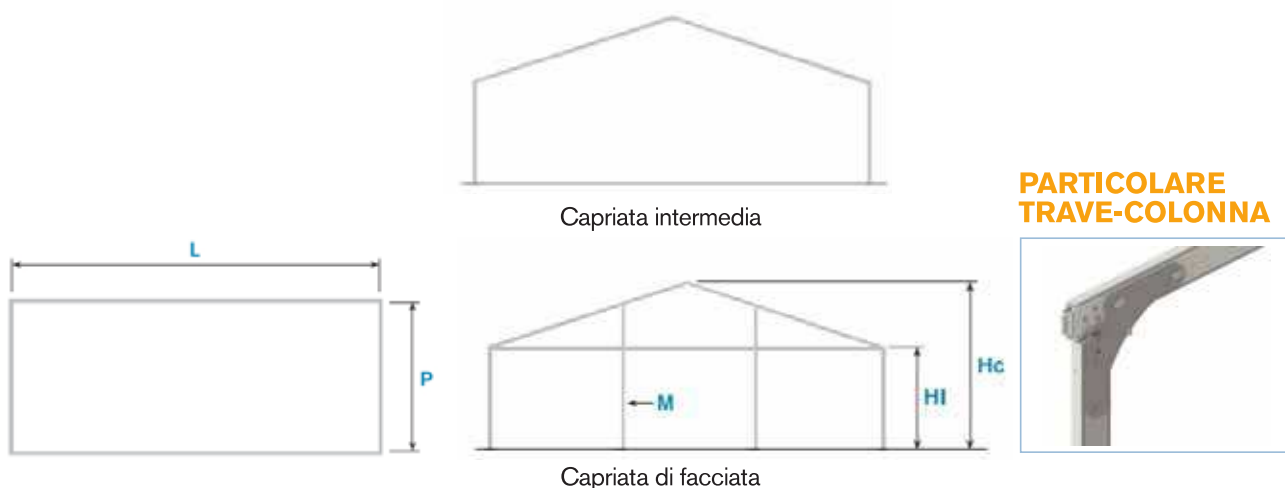 Capriata intermedia
PARTICOLARE
TRAVE-COLONNA
L
P
M
Hl
Hc
Capriata di facciata